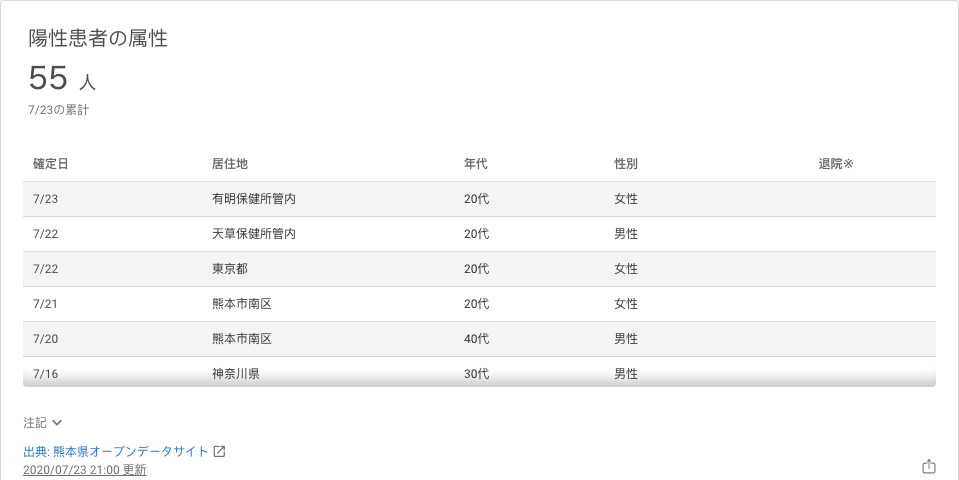 陽性患者の属性
55 人
7/23の累計
確定日 居住地 年代 性別 退院※
7/23 有明保健所管内 20代 女性
7/22 天草保健所管内 20代 男性
7/22 東京都 20代 女性
7/21 熊本市南区 20代 女性
7/20 熊本市南区 40代 男性
7/16 神奈川県 30代 男性
注記
出典: 熊本県オープンデータサイト
2020/07/23 21:00 更新